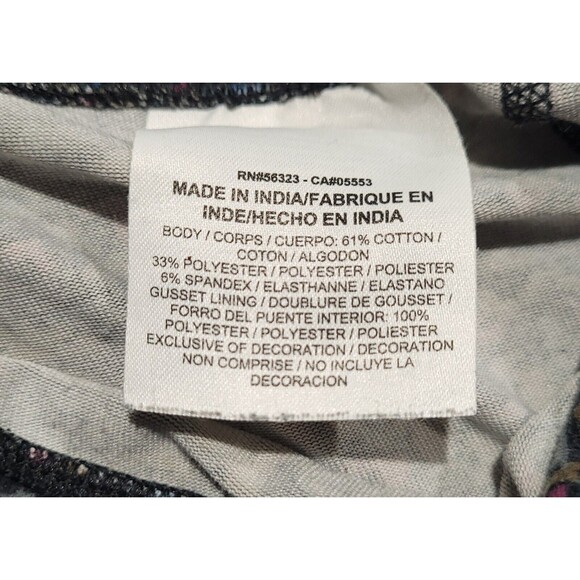 RN#56323 - CA#05553
MADE IN INDIA/FABRIQUE EN
INDE/HECHO EN INDIA
BODY / CORPS / CUERPO: 61% COTTON /
COTON / ALGODON
33% POLYESTER / POLYESTER / POLIESTER
6% SPANDEX / ELASTHANNE / ELASTANO
GUSSET LINING / DOUBLURE DE GOUSSET /
FORRO DEL PUENTE INTERIOR: 100%
POLYESTER / POLYESTER / POLIESTER
EXCLUSIVE OF DECORATION / DECORATION
NON COMPRISE / NO INCLUYE LA
DECORACION